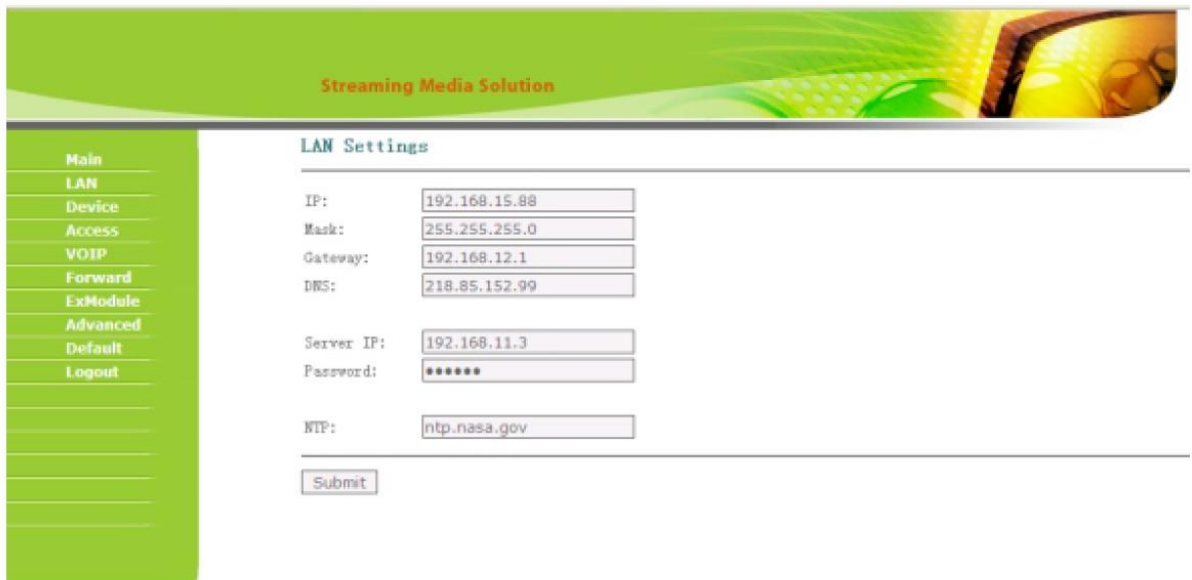 Streaming Media Solution
Main
LAN
Device
Access
VOIP
Forward
ExModule
Advanced
Default
Logout
LAN Settings
IP: 192.168.15.88
Mask: 255.255.255.0
Gateway: 192.168.12.1
DNS: 218.85.152.99
Server IP: 192.168.11.3
Password: ●●●●●●
NTP: ntp.nasa.gov
Submit